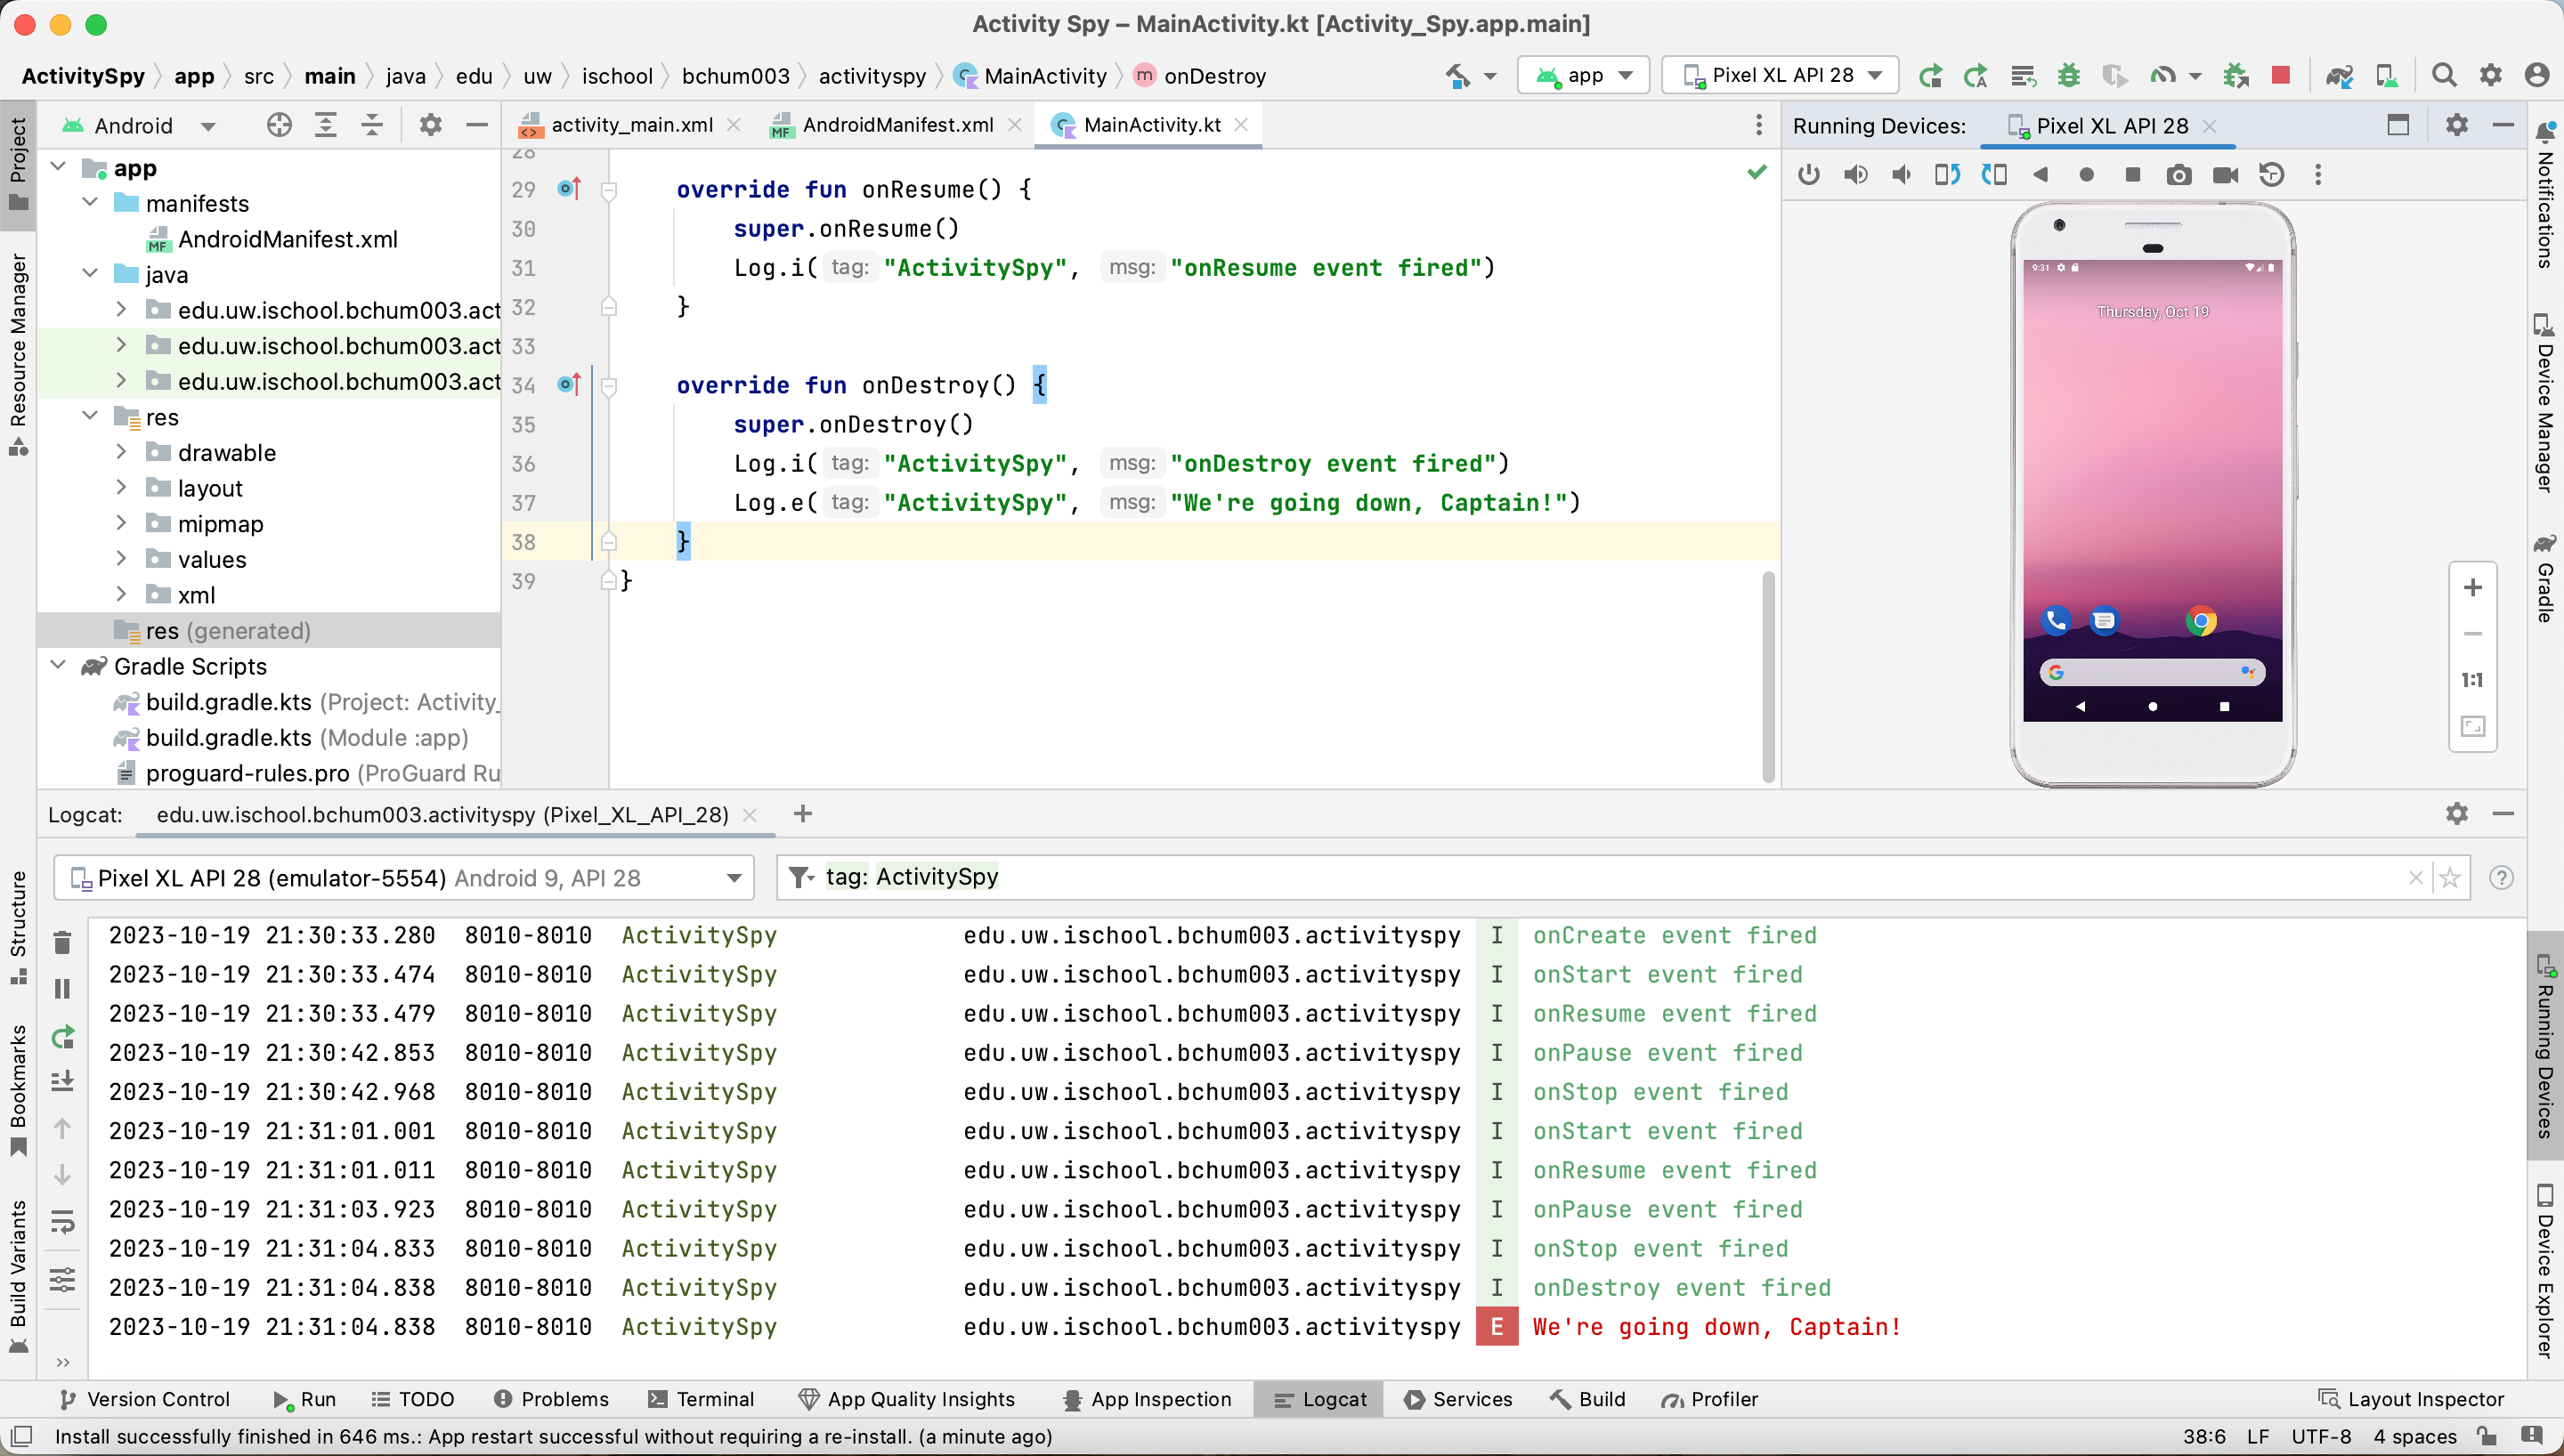 Activity Spy – MainActivity.kt [Activity_Spy.app.main]
ActivitySpy app src main java edu uw ischool bchum003 activityspy MainActivity onDestroy
app
Pixel XL API 28
Android
activity_main.xml
AndroidManifest.xml
MainActivity.kt
Running Devices:
Pixel XL API 28
Project
Resource Manager
Structure
Bookmarks
Build Variants
app
manifests
AndroidManifest.xml
java
edu.uw.ischool.bchum003.act
edu.uw.ischool.bchum003.act
edu.uw.ischool.bchum003.act
res
drawable
layout
mipmap
values
xml
res (generated)
Gradle Scripts
build.gradle.kts (Project: Activity_
build.gradle.kts (Module :app)
proguard-rules.pro (ProGuard Ru
28
29 override fun onResume() {
30 super.onResume()
31 Log.i( tag: "ActivitySpy", msg: "onResume event fired")
32 }
33
34 override fun onDestroy() {
35 super.onDestroy()
36 Log.i( tag: "ActivitySpy", msg: "onDestroy event fired")
37 Log.e( tag: "ActivitySpy", msg: "We're going down, Captain!")
38 }
39 }
9:31
Thursday, Oct 19
1:1
Notifications
Device Manager
Gradle
Running Devices
Device Explorer
Logcat: edu.uw.ischool.bchum003.activityspy (Pixel_XL_API_28)
Pixel XL API 28 (emulator-5554) Android 9, API 28
tag: ActivitySpy
2023-10-19 21:30:33.280 8010-8010 ActivitySpy edu.uw.ischool.bchum003.activityspy I onCreate event fired
2023-10-19 21:30:33.474 8010-8010 ActivitySpy edu.uw.ischool.bchum003.activityspy I onStart event fired
2023-10-19 21:30:33.479 8010-8010 ActivitySpy edu.uw.ischool.bchum003.activityspy I onResume event fired
2023-10-19 21:30:42.853 8010-8010 ActivitySpy edu.uw.ischool.bchum003.activityspy I onPause event fired
2023-10-19 21:30:42.968 8010-8010 ActivitySpy edu.uw.ischool.bchum003.activityspy I onStop event fired
2023-10-19 21:31:01.001 8010-8010 ActivitySpy edu.uw.ischool.bchum003.activityspy I onStart event fired
2023-10-19 21:31:01.011 8010-8010 ActivitySpy edu.uw.ischool.bchum003.activityspy I onResume event fired
2023-10-19 21:31:03.923 8010-8010 ActivitySpy edu.uw.ischool.bchum003.activityspy I onPause event fired
2023-10-19 21:31:04.833 8010-8010 ActivitySpy edu.uw.ischool.bchum003.activityspy I onStop event fired
2023-10-19 21:31:04.838 8010-8010 ActivitySpy edu.uw.ischool.bchum003.activityspy I onDestroy event fired
2023-10-19 21:31:04.838 8010-8010 ActivitySpy edu.uw.ischool.bchum003.activityspy E We're going down, Captain!
Version Control Run TODO Problems Terminal App Quality Insights App Inspection Logcat Services Build Profiler Layout Inspector
Install successfully finished in 646 ms.: App restart successful without requiring a re-install. (a minute ago) 38:6 LF UTF-8 4 spaces